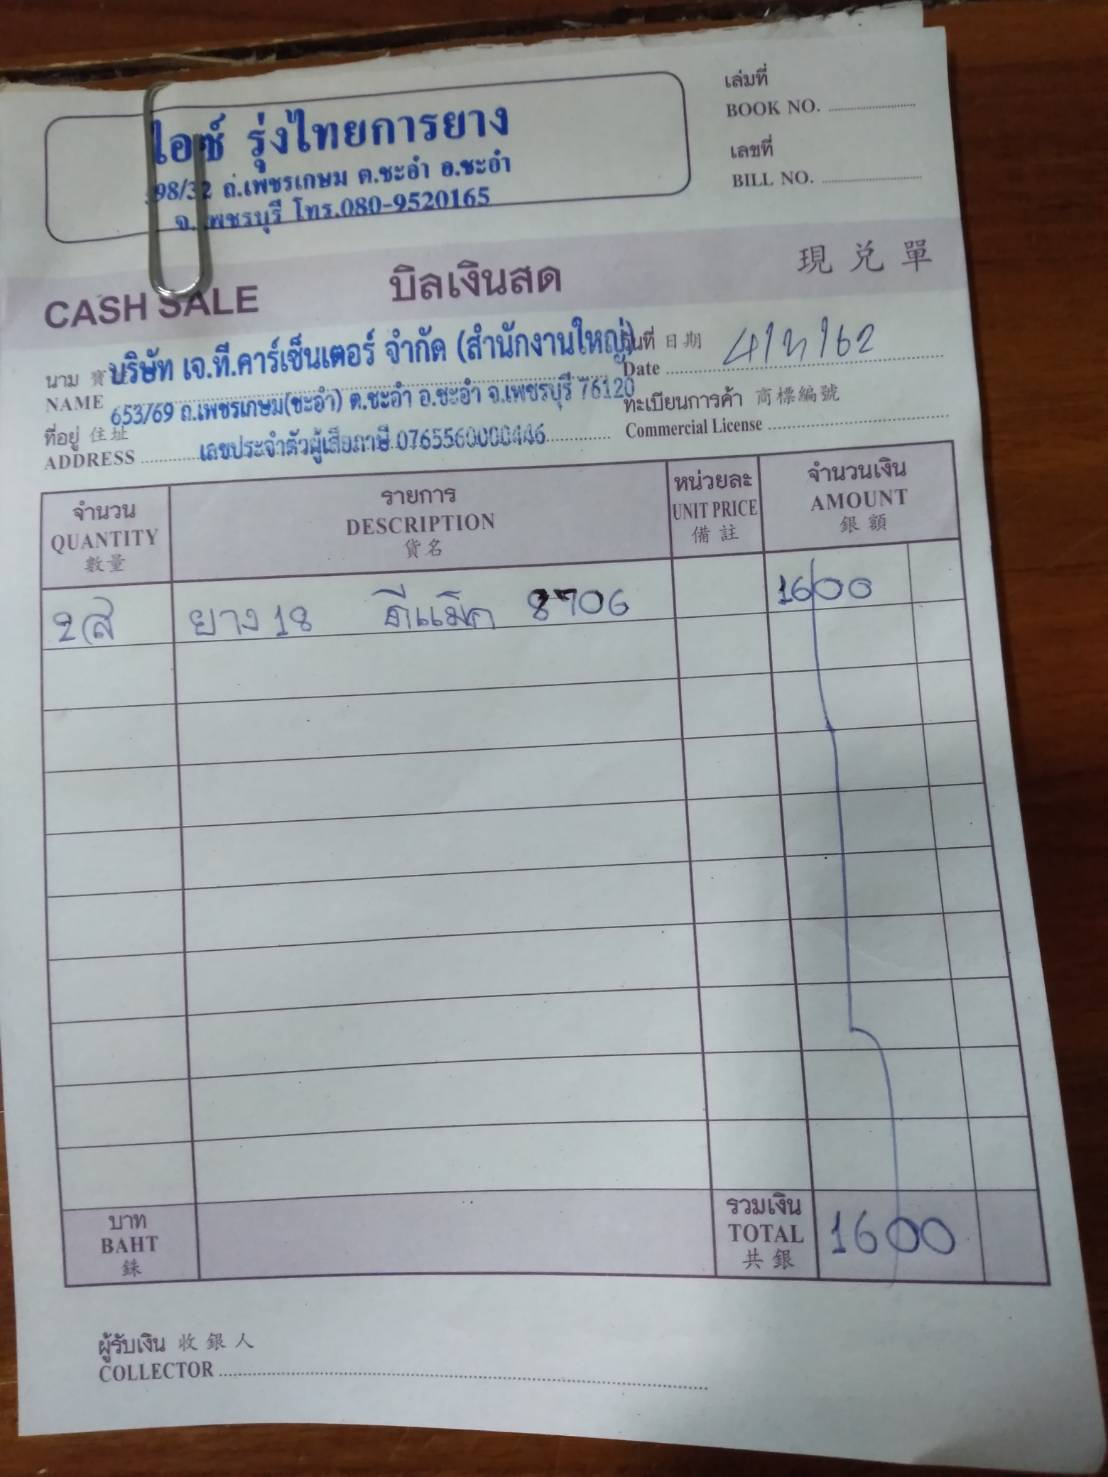 ไอซ์ รุ่งไทยการยาง
98/32 ถ.เพชรเกษม ต.ชะอำ อ.ชะอำ
จ.เพชรบุรี โทร.080-9520165
เล่มที่
BOOK NO.
เลขที่
BILL NO.
CASH SALE บิลเงินสด 現兌單
นาม บริษัท เจ.ที.คาร์เซ็นเตอร์ จำกัด (สำนักงานใหญ่)
NAME 653/69 ถ.เพชรเกษม(ชะอำ) ต.ชะอำ อ.ชะอำ จ.เพชรบุรี 76120
ที่อยู่ 住址
ADDRESS เลขประจำตัวผู้เสียภาษี 0765560000446
วันที่ 日期
Date
ทะเบียนการค้า 商標編號
Commercial License
จำนวน
QUANTITY
數量
รายการ
DESCRIPTION
貨名
หน่วยละ
UNIT PRICE
備註
จำนวนเงิน
AMOUNT
銀額
2ส ยาง 18 ดีแม็ค 8706 1600
บาท
BAHT
銖
รวมเงิน
TOTAL 1600
共銀
ผู้รับเงิน 收銀人
COLLECTOR